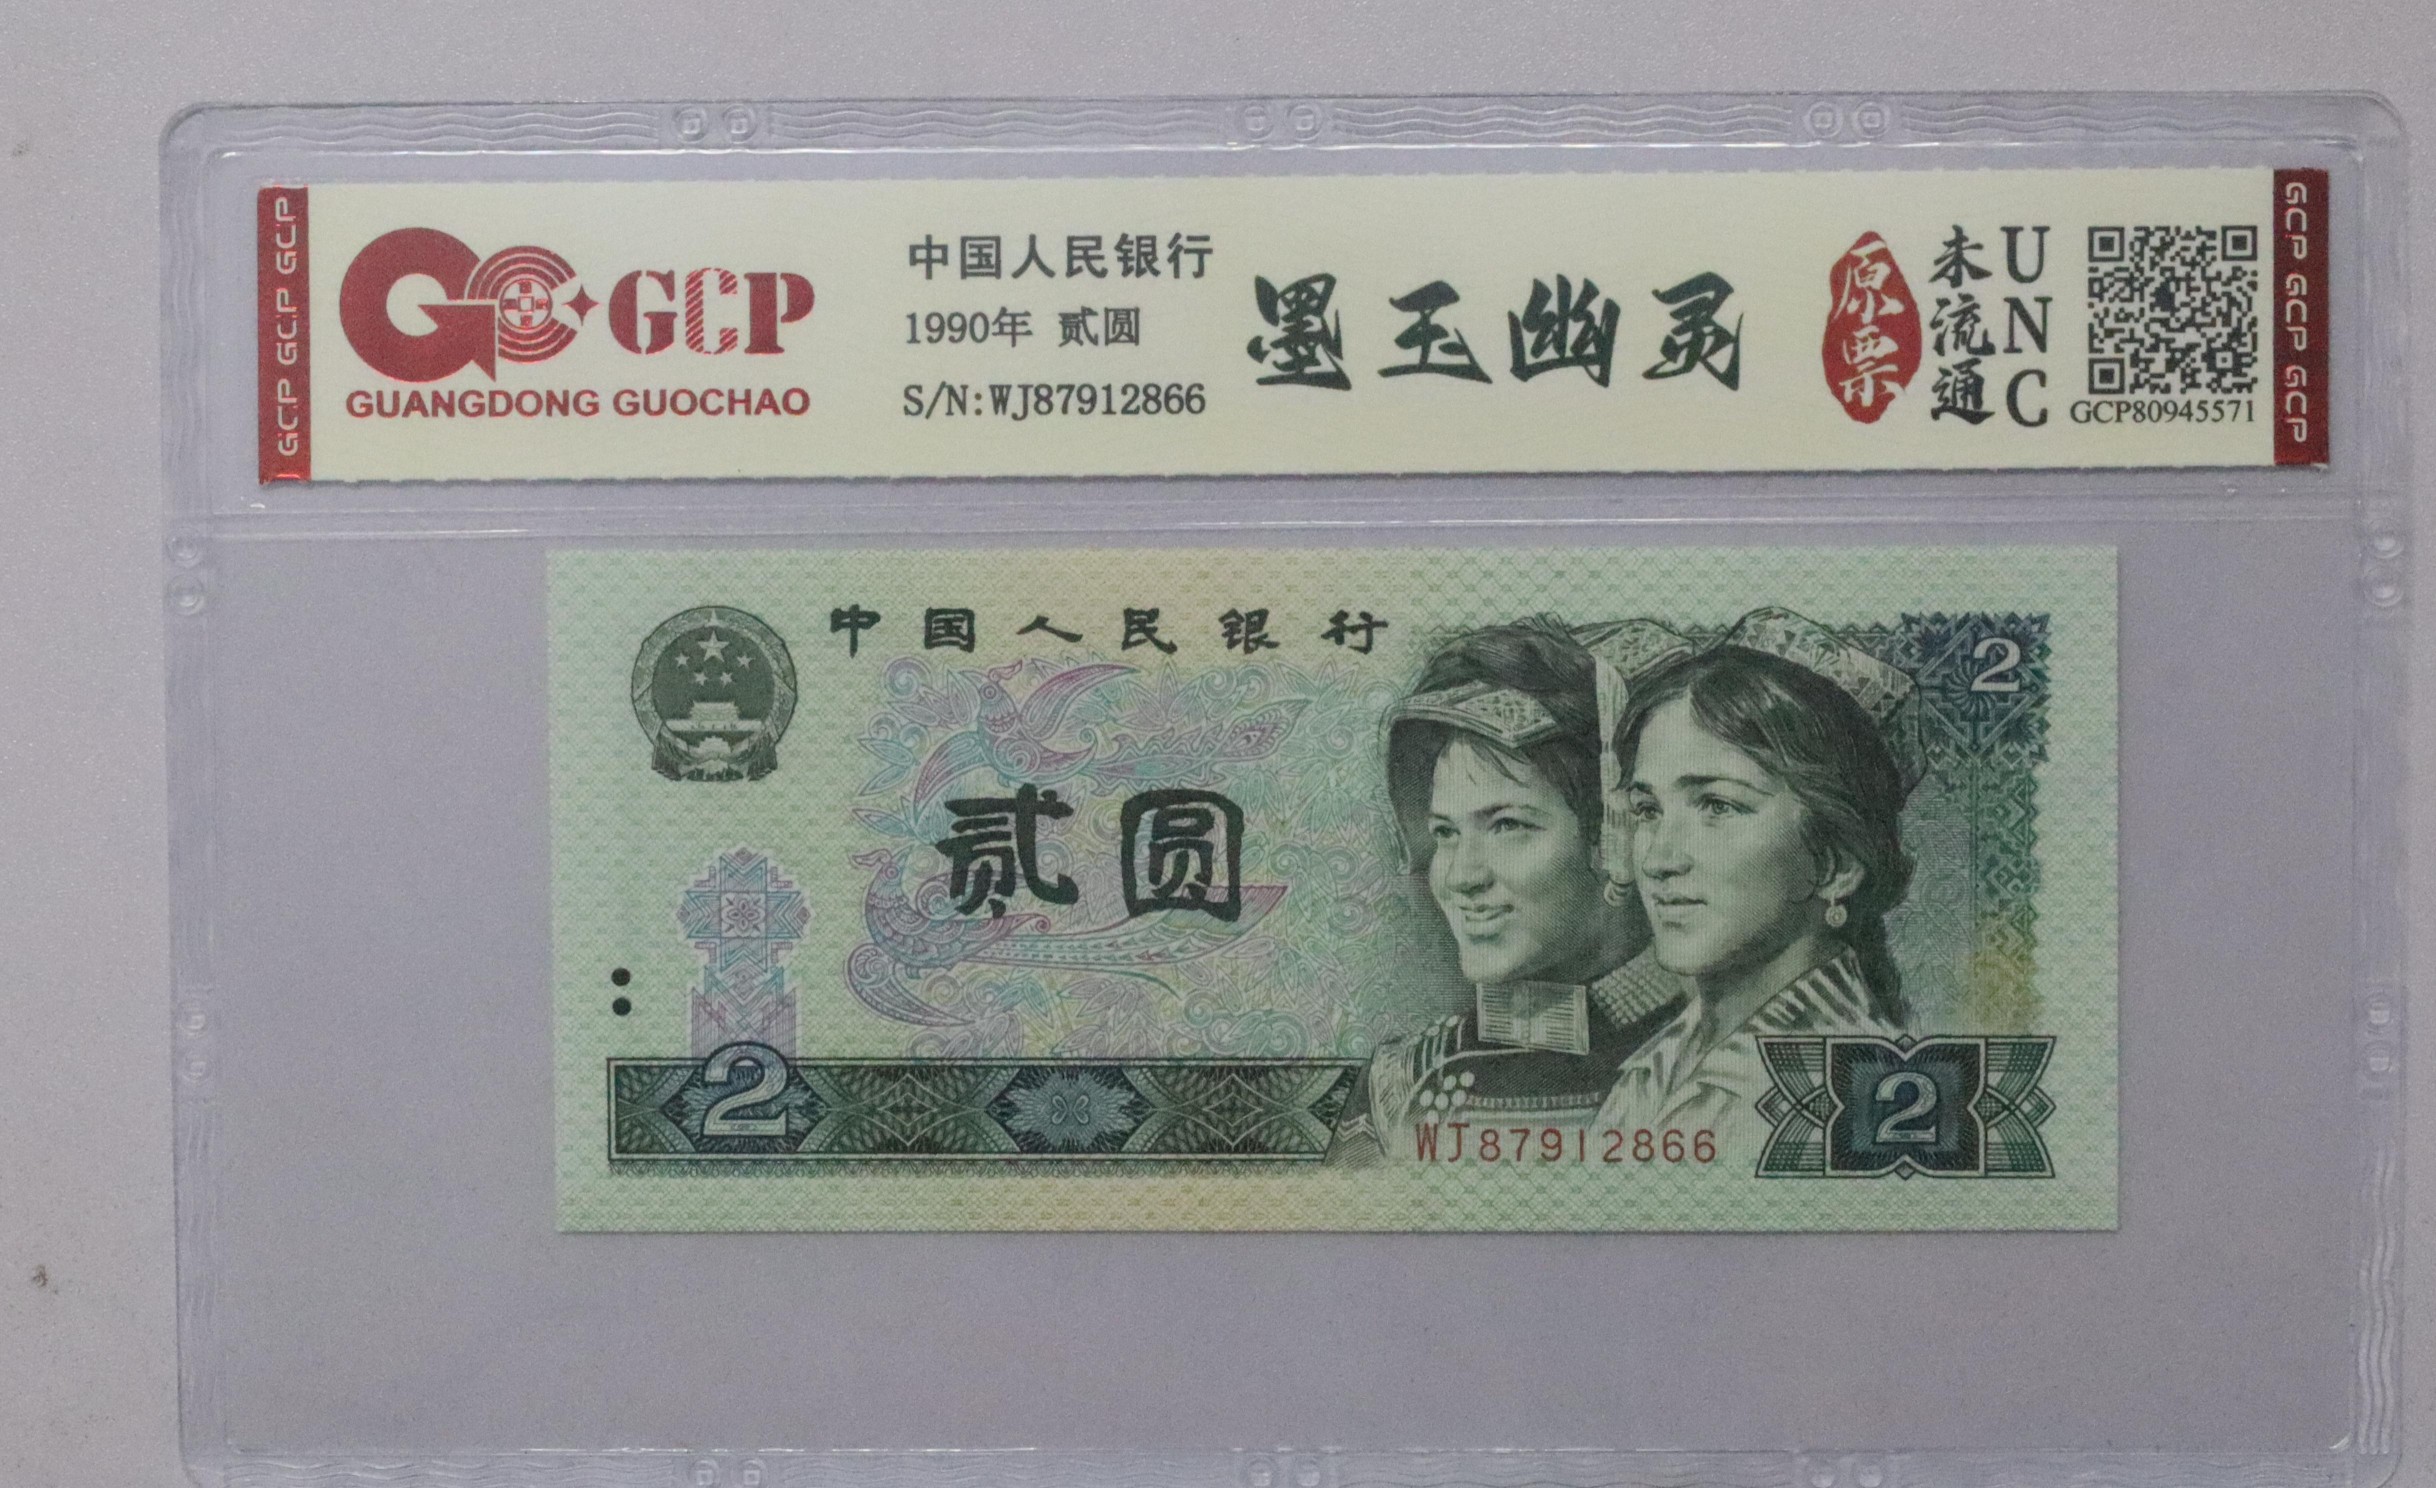 GCP GCP GCP
GCP
GUANGDONG GUOCHAO
中国人民银行
1990年 贰圆
S/N:WJ87912866
墨玉幽灵
原票
未流通
UNC
GCP80945571
GCP GCP GCP GCP
中国人民银行
2
贰圆
2
WJ87912866
2